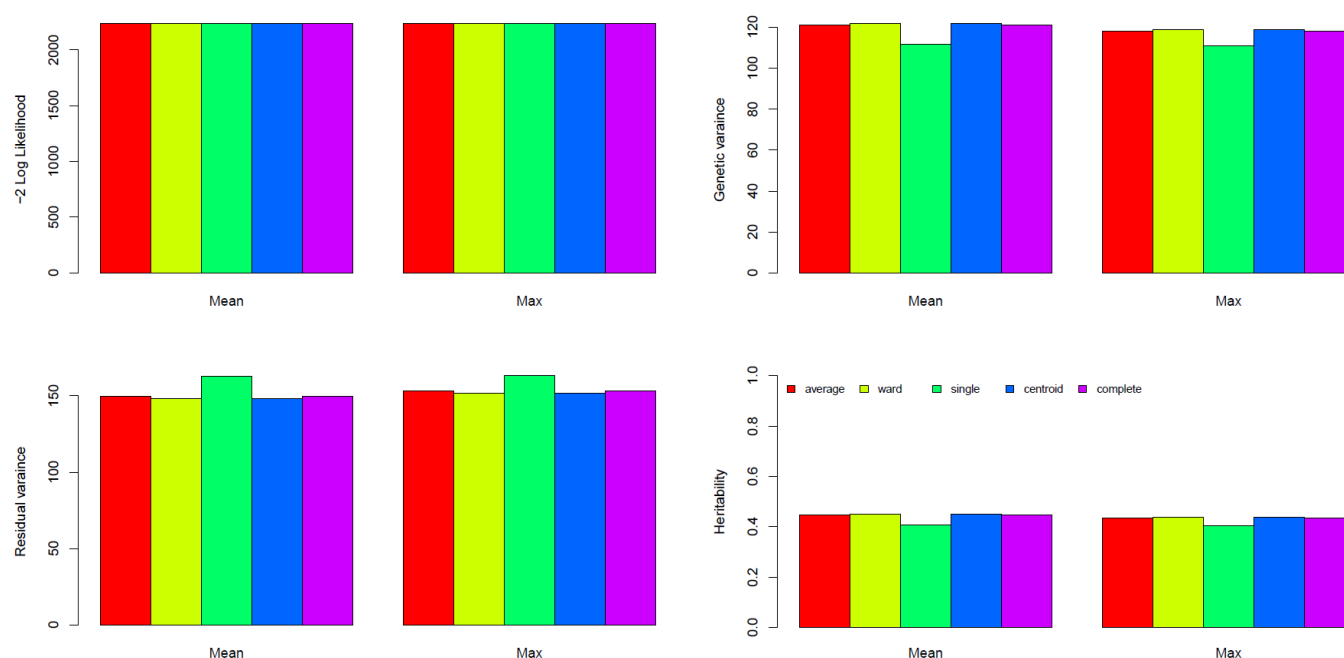 −2 Log Likelihood
0
500
1000
1500
2000
Mean
Max
Genetic varaince
0
20
40
60
80
100
120
Mean
Max
Residual varaince
0
50
100
150
Mean
Max
Heritability
0.0
0.2
0.4
0.6
0.8
1.0
average ward single centroid complete
Mean
Max